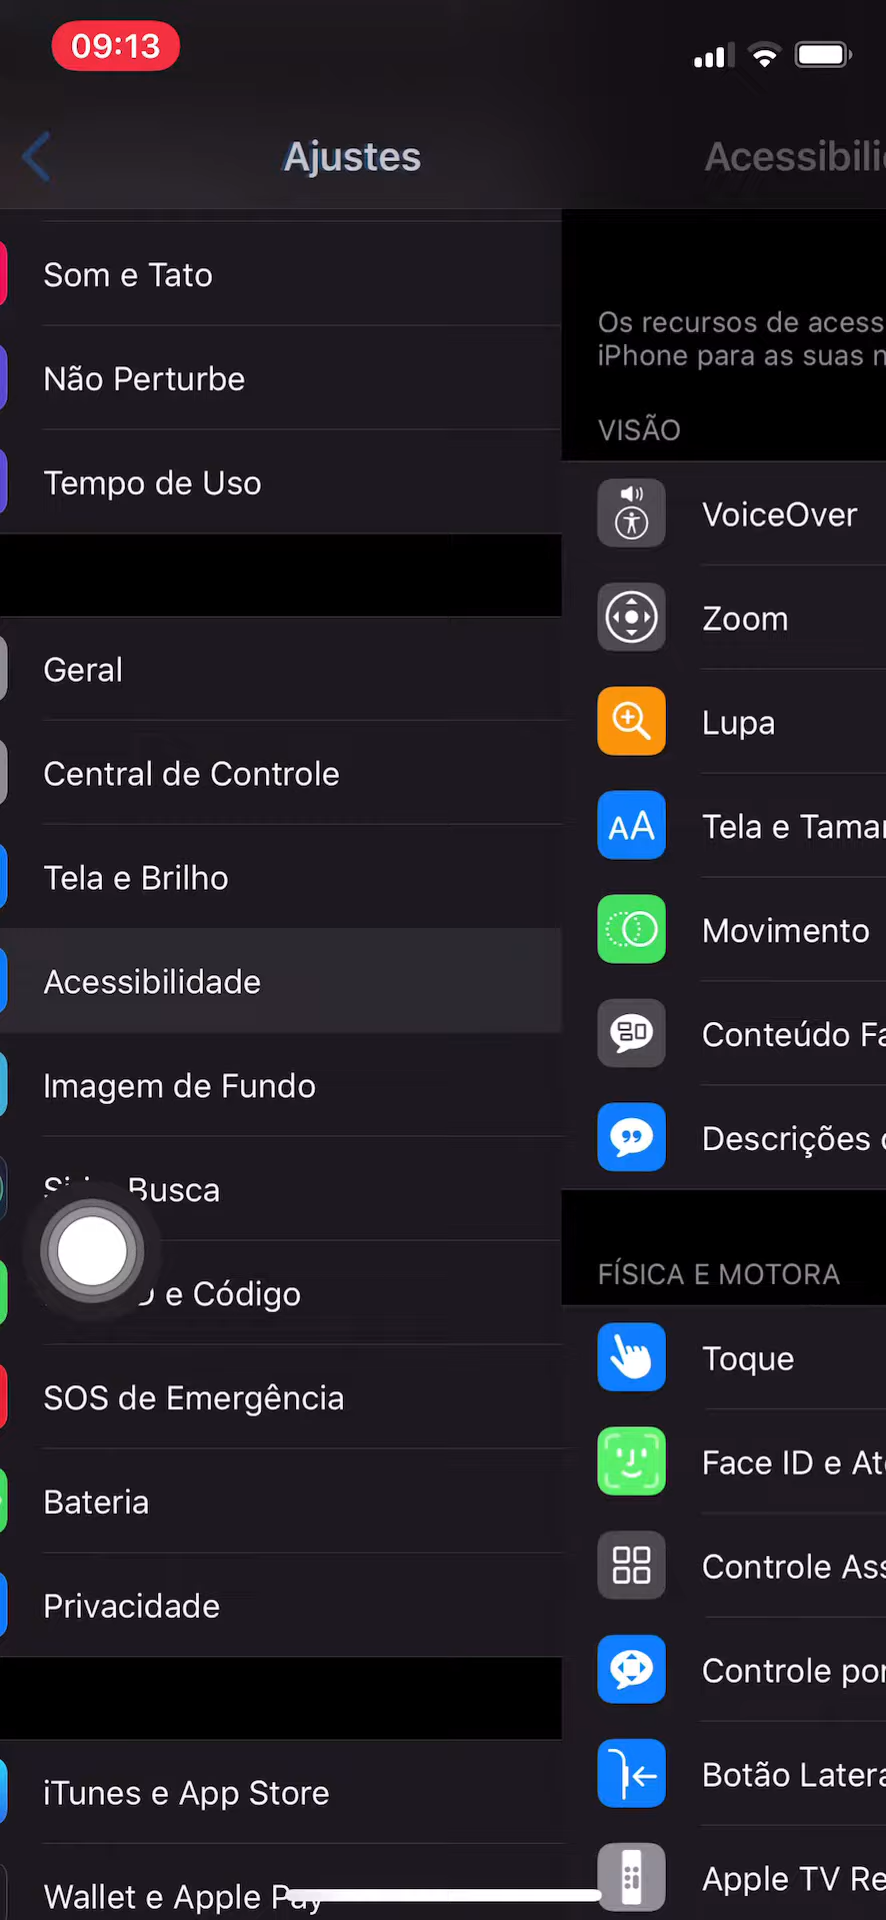 09:13
Ajustes
Som e Tato
Não Perturbe
Tempo de Uso
Geral
Central de Controle
Tela e Brilho
Acessibilidade
Imagem de Fundo
Busca
e Código
SOS de Emergência
Bateria
Privacidade
iTunes e App Store
Wallet e Apple Pay
Acessibili
Os recursos de acess
iPhone para as suas n
VISÃO
VoiceOver
Zoom
Lupa
AA
Tela e Taman
Movimento
Conteúdo Fa
Descrições
FÍSICA E MOTORA
Toque
Face ID e Ate
Controle Ass
Controle por
Botão Latera
Apple TV Re